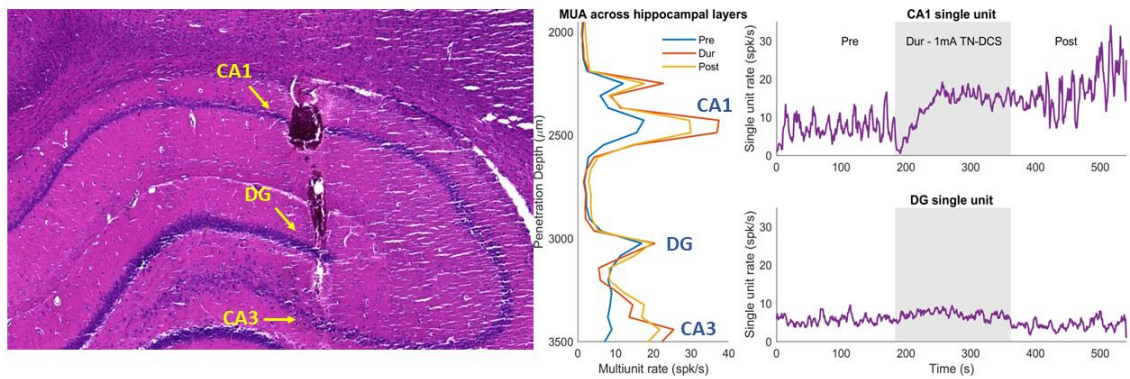 CA1
DG
CA3
MUA across hippocampal layers
Pre
Dur
Post
CA1
DG
CA3
2000
2500
3000
3500
Penetration Depth (μm)
0 10 20 30 40
Multiunit rate (spk/s)
CA1 single unit
Pre Dur - 1mA TN-DCS Post
30
20
10
0
Single unit rate (spk/s)
100 200 300 400 500
DG single unit
30
20
10
0
Single unit rate (spk/s)
0 100 200 300 400 500
Time (s)